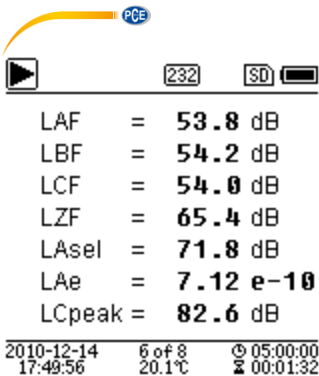 PCE
232 SD
LAF = 53.8 dB
LBF = 54.2 dB
LCF = 54.0 dB
LZF = 65.4 dB
LAsel = 71.8 dB
LAe = 7.12 e-10
LCpeak = 82.6 dB
2010-12-14 6 of 8 05:00:00
17:49:56 20.1℃ 00:01:32